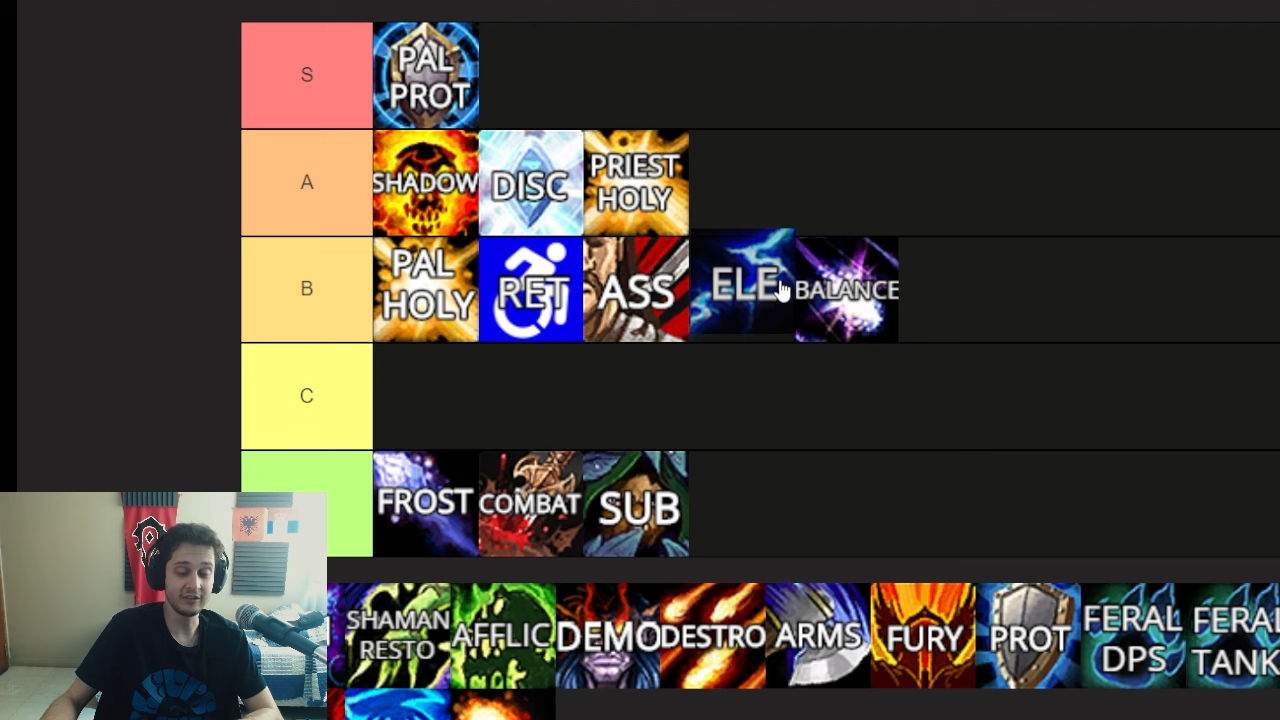 S
PAL
PROT
A
SHADOW
DISC
PRIEST
HOLY
B
PAL
HOLY
RET
ASS
ELE
BALANCE
C
FROST
COMBAT
SUB
SHAMAN
RESTO
AFFLIC
DEMO
DESTRO
ARMS
FURY
PROT
FERAL
DPS
FERAL
TANK